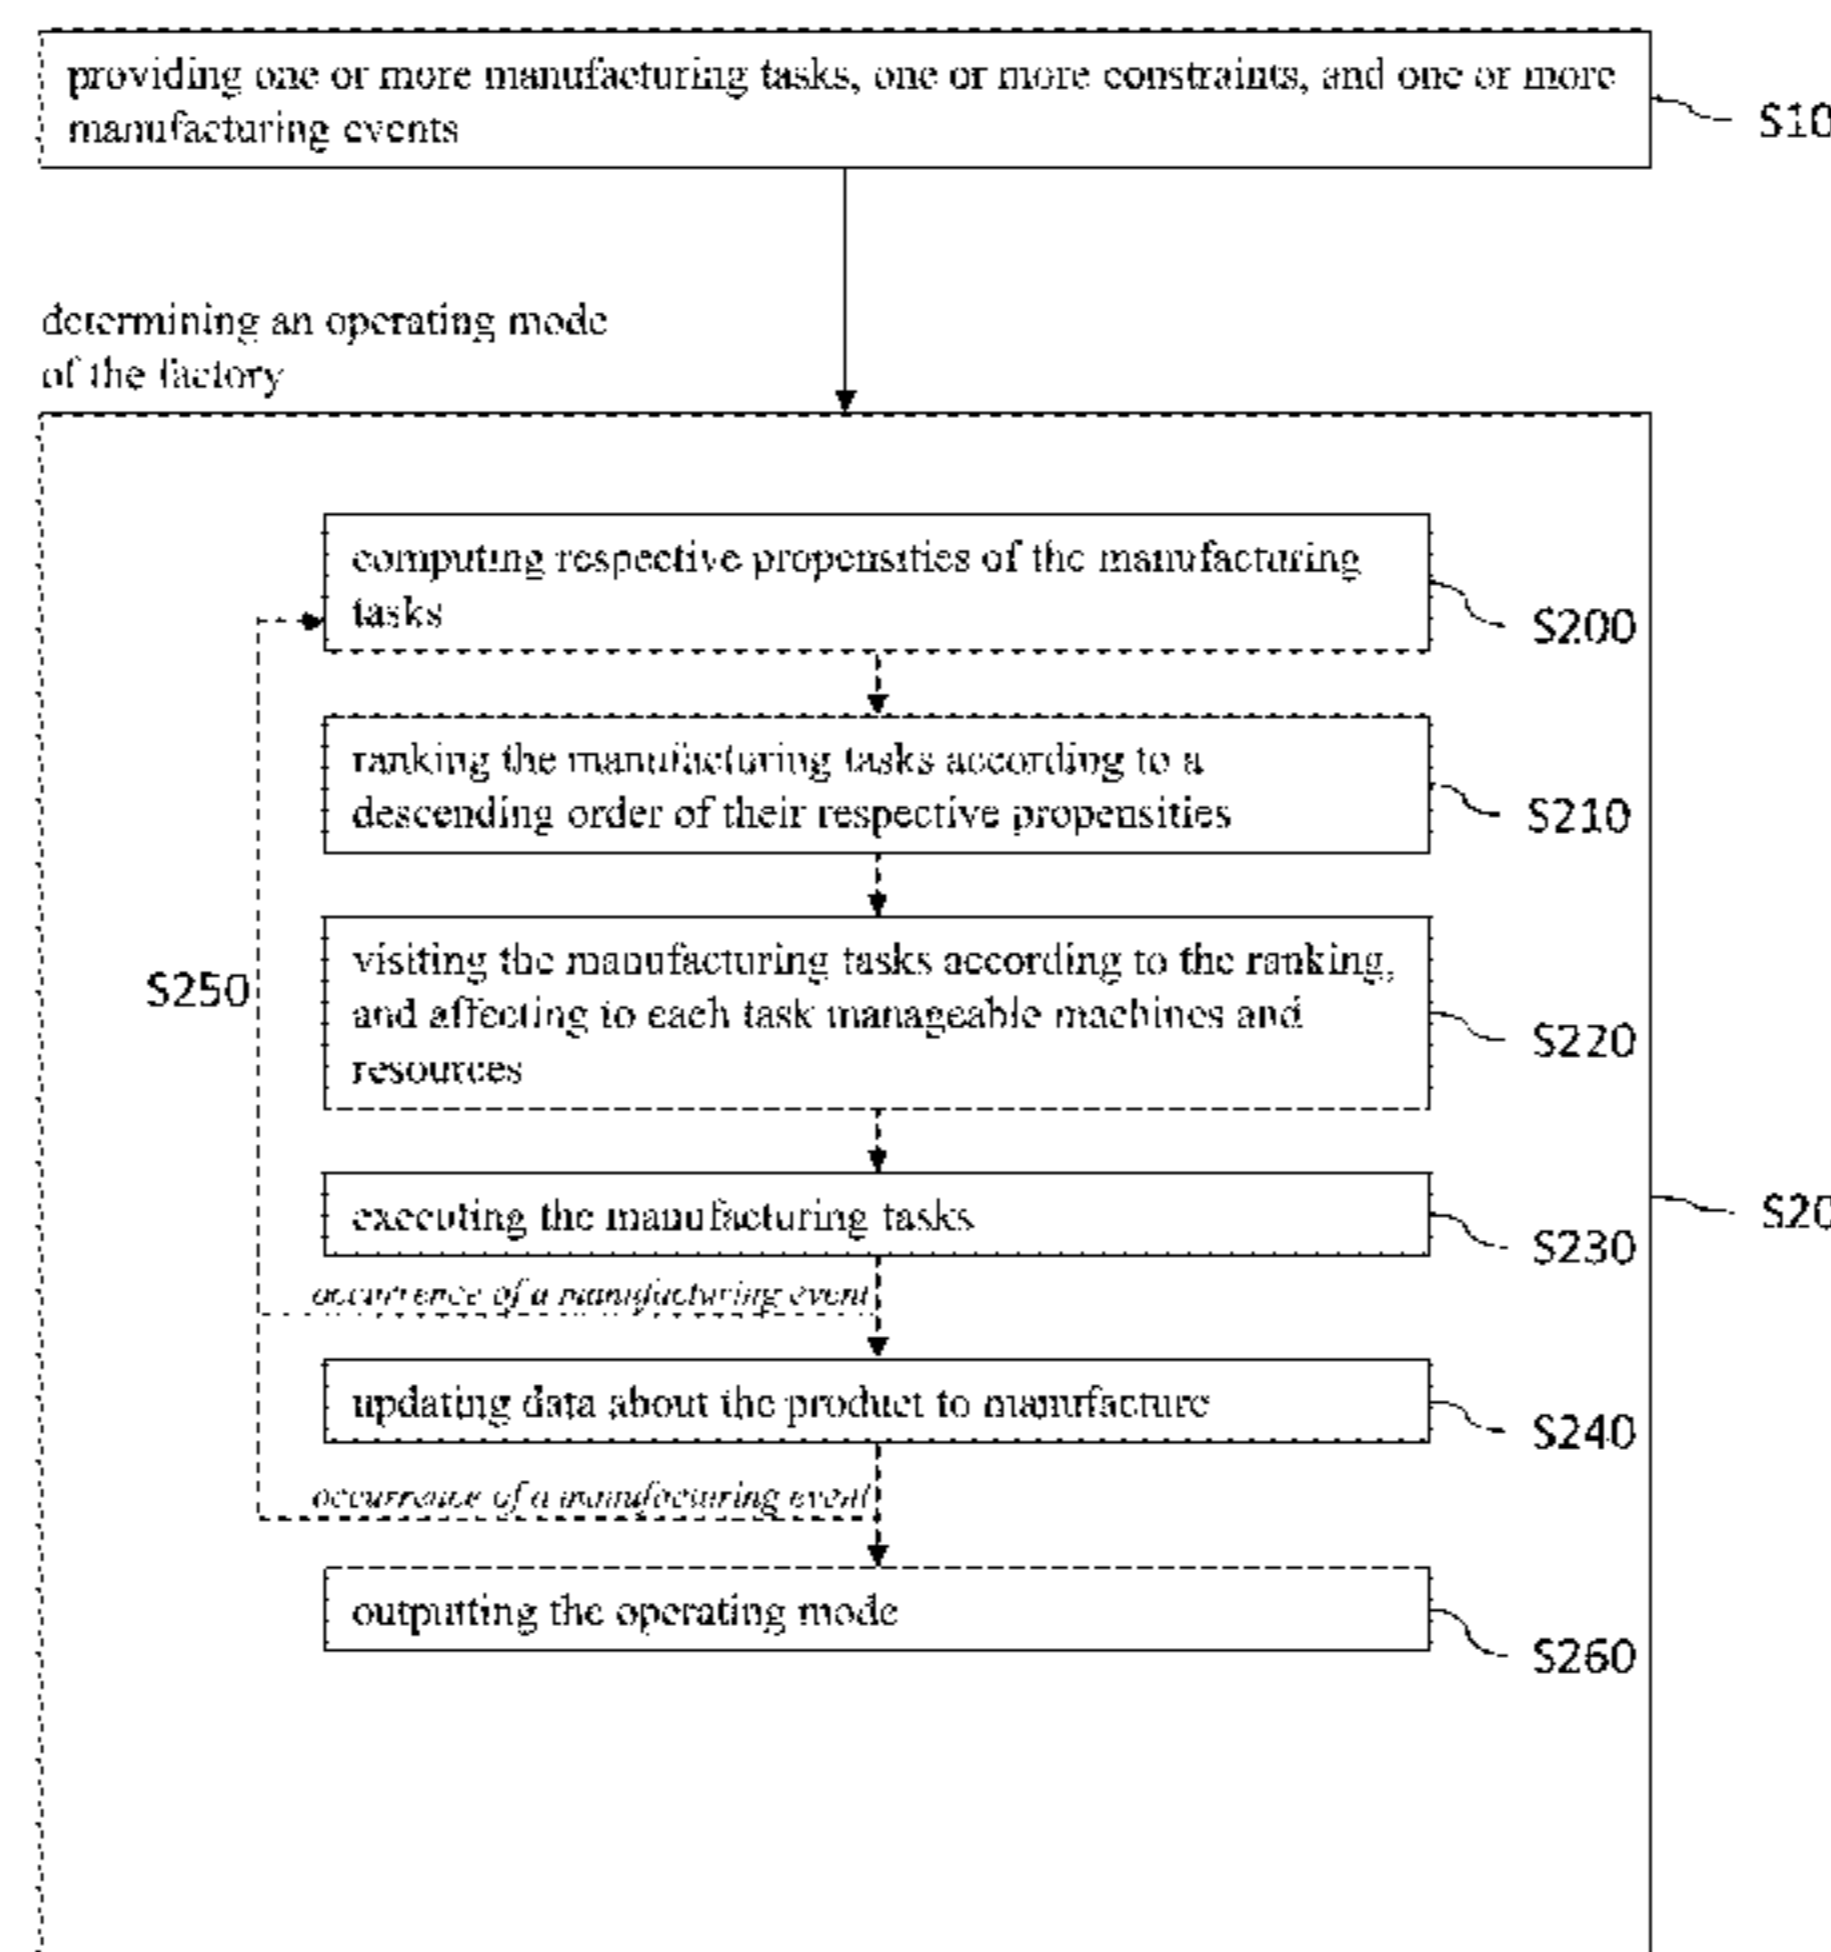 providing one or more manufacturing tasks, one or more constraints, and one or more
manufacturing events
S10
determining an operating mode
of the factory
computing respective propensities of the manufacturing
tasks
S200
ranking the manufacturing tasks according to a
descending order of their respective propensities
S210
visiting the manufacturing tasks according to the ranking,
and affecting to each task manageable machines and
resources
S220
S250
executing the manufacturing tasks
S230
S20
occurrence of a manufacturing event
updating data about the product to manufacture
S240
occurrence of a manufacturing event
outputting the operating mode
S260